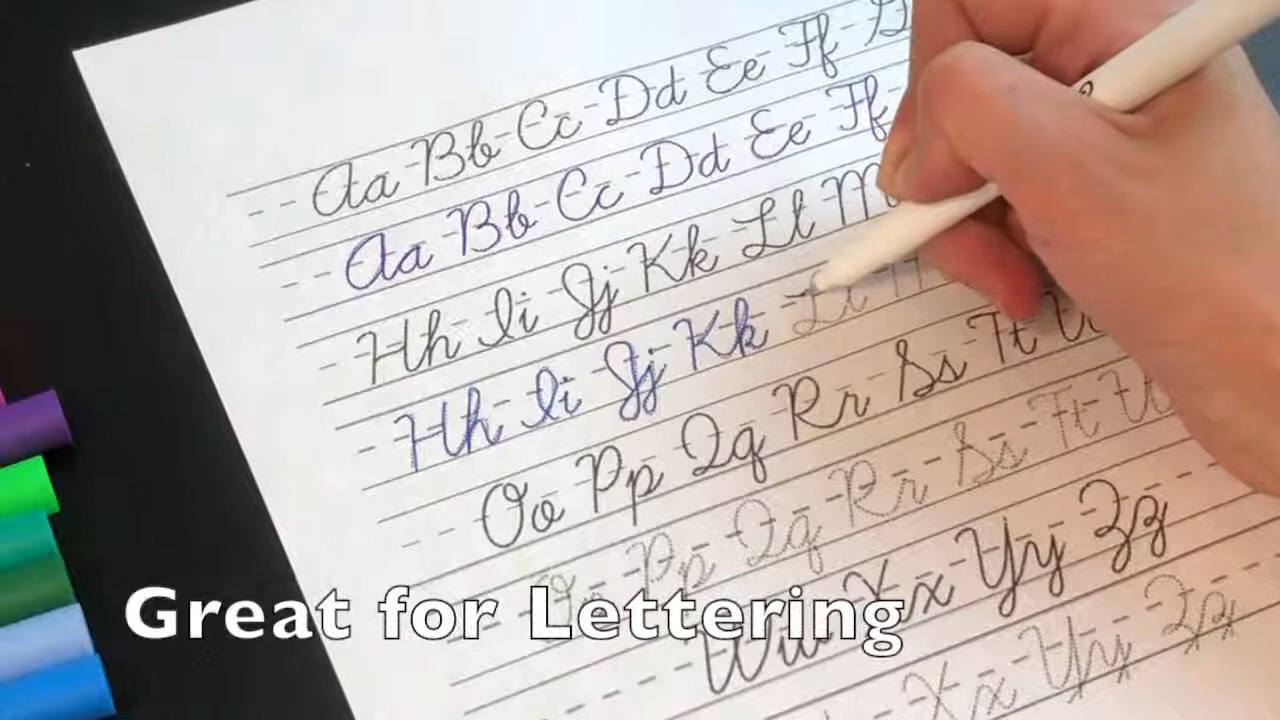 Aa Bb Cc Dd Ee Ff G
Aa Bb Cc Dd Ee Ff
Hh Ii Jj Kk Ll M
Hh Ii Jj Kk Ll
Oo Pp Qq Rr Ss Tt
Oo Pp Qq Rr Ss Tt
Ww Xx Yy Zz
Xx Yy Zz
Great for Lettering